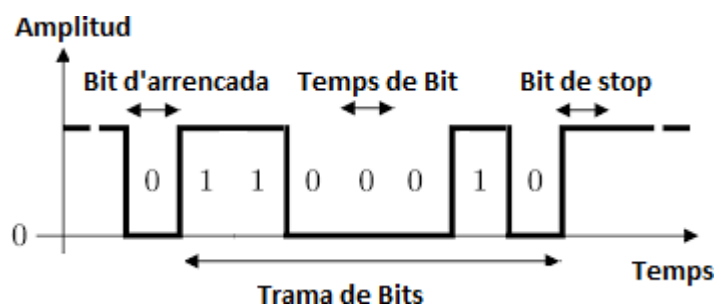 Amplitud
Bit d'arrencada Temps de Bit Bit de stop
0 1 1 0 0 0 1 0
0
Temps
Trama de Bits